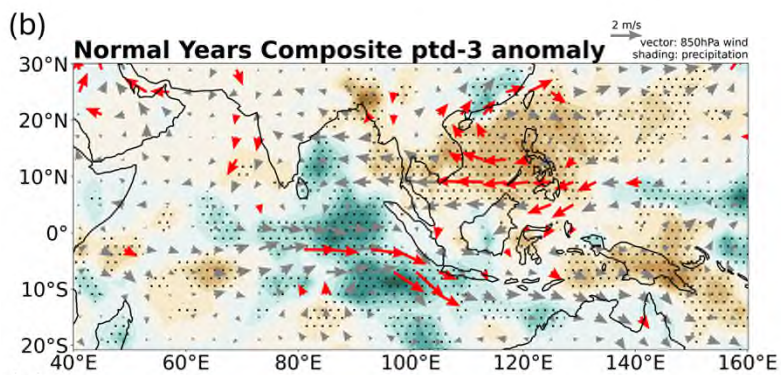 (b)
2 m/s
Normal Years Composite ptd-3 anomaly
vector: 850hPa wind
shading: precipitation
30°N
20°N
10°N
0°
10°S
20°S
40°E 60°E 80°E 100°E 120°E 140°E 160°E